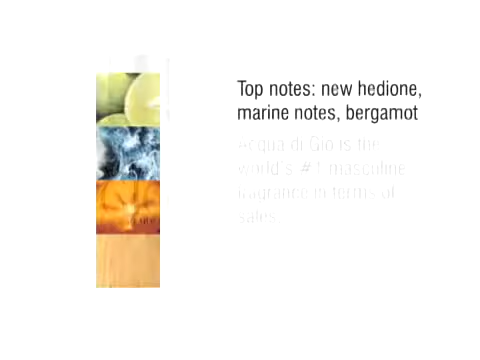 Top notes: new hedione,
marine notes, bergamot
Acqua di Gio is the
world's #1 masculine
fragrance in terms of
sales.